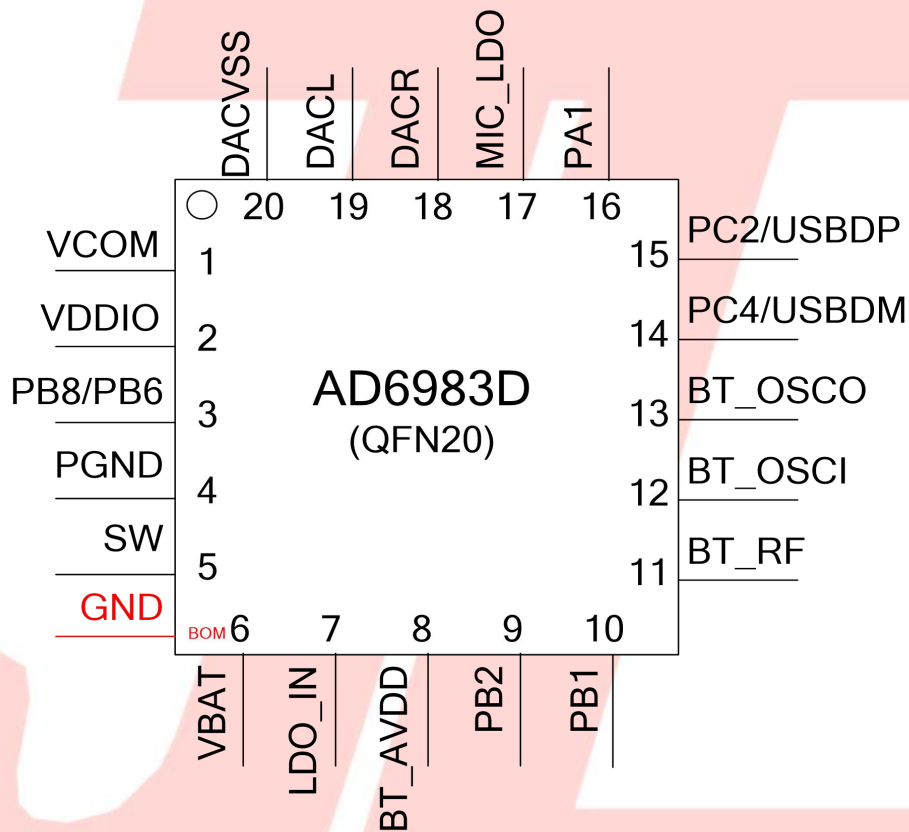 DACVSS
DACL
DACR
MIC_LDO
PA1
20
19
18
17
16
VCOM
1
VDDIO
2
PB8/PB6
3
PGND
4
SW
5
GND
BOM
AD6983D
(QFN20)
15
PC2/USBDP
14
PC4/USBDM
13
BT_OSCO
12
BT_OSCI
11
BT_RF
6
7
8
9
10
VBAT
LDO_IN
BT_AVDD
PB2
PB1